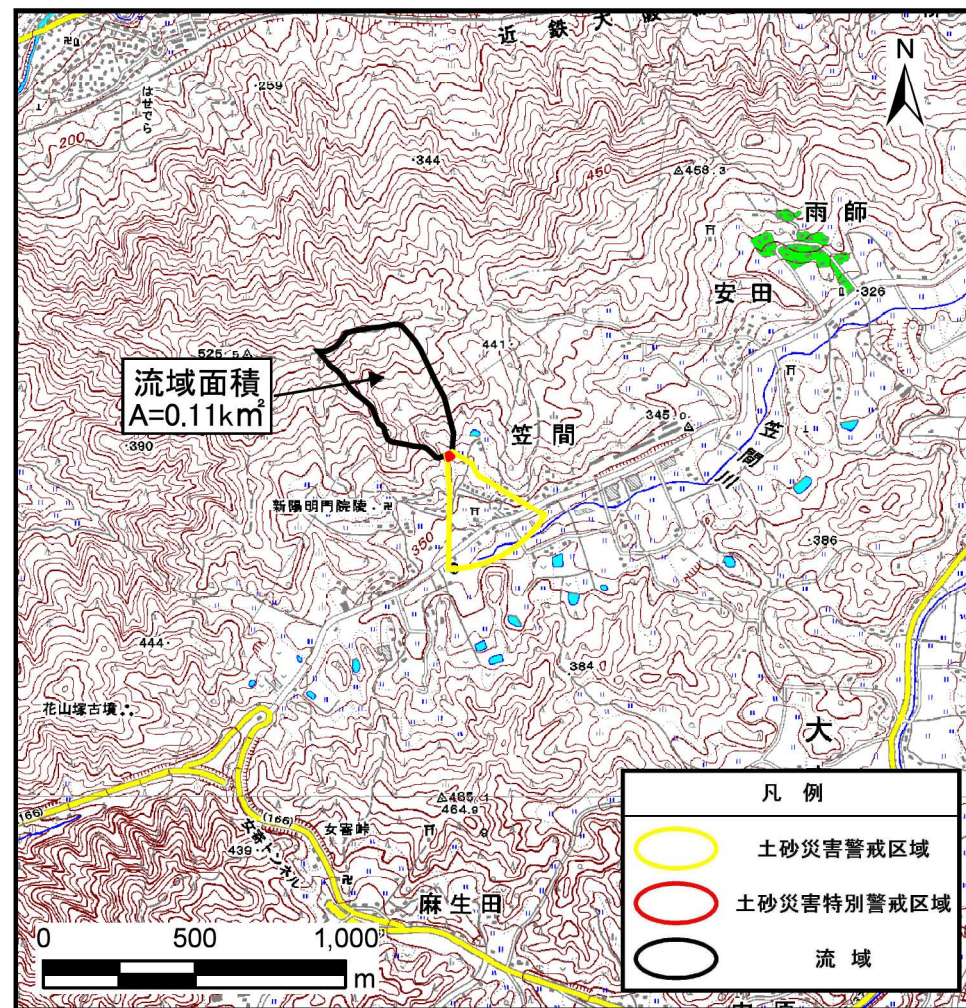 近鉄大
N
はせでら
・259
200
・344
450
△458.3
雨師
安田
・326
525.5△
441・
流域面積
A=0.11km²
笠間
345.0
笠間川
・390
新陽明門院陵
350
・386
444・
・384
花山塚古墳
大
(166)
(166)
女寄トンネル
439・
女寄峠
△465.1
464.9
麻生田
凡例
土砂災害警戒区域
土砂災害特別警戒区域
流域
0 500 1,000
m